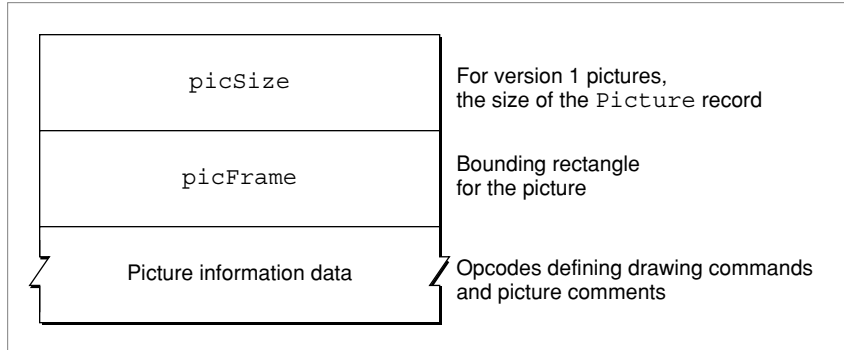 picSize
For version 1 pictures,
the size of the Picture record
picFrame
Bounding rectangle
for the picture
Picture information data
Opcodes defining drawing commands
and picture comments